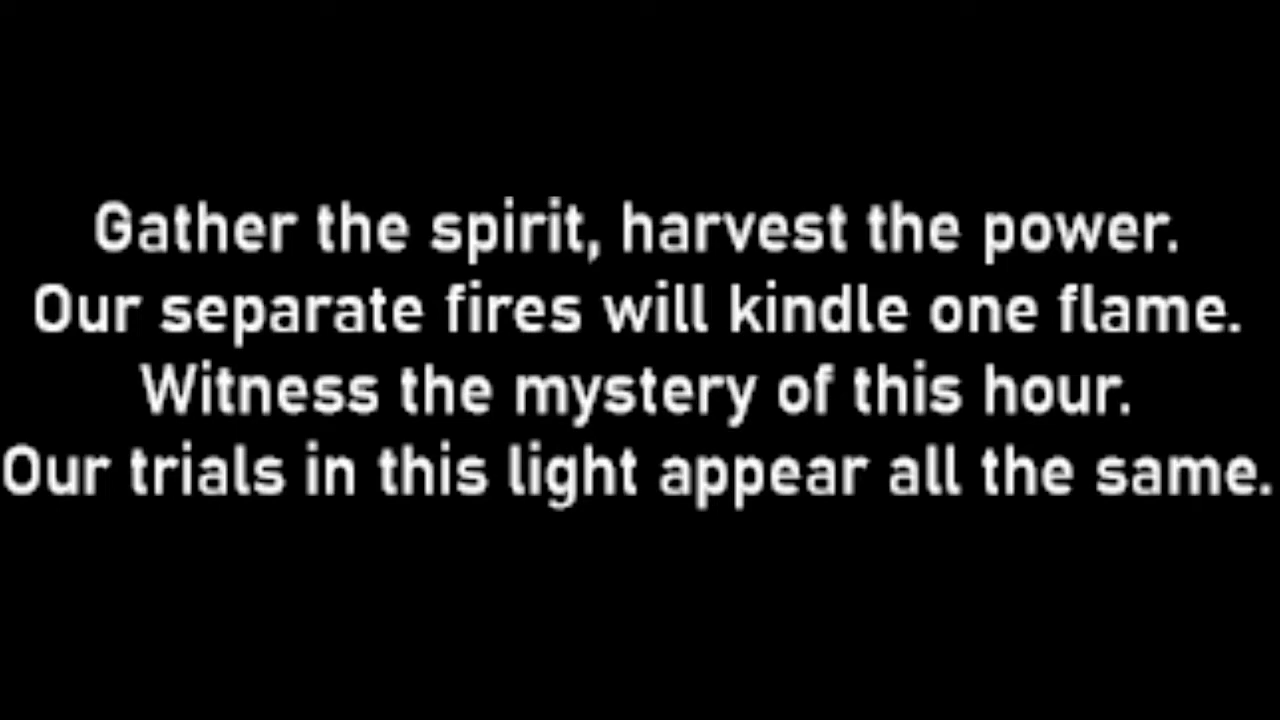 Gather the spirit, harvest the power.
Our separate fires will kindle one flame.
Witness the mystery of this hour.
Our trials in this light appear all the same.